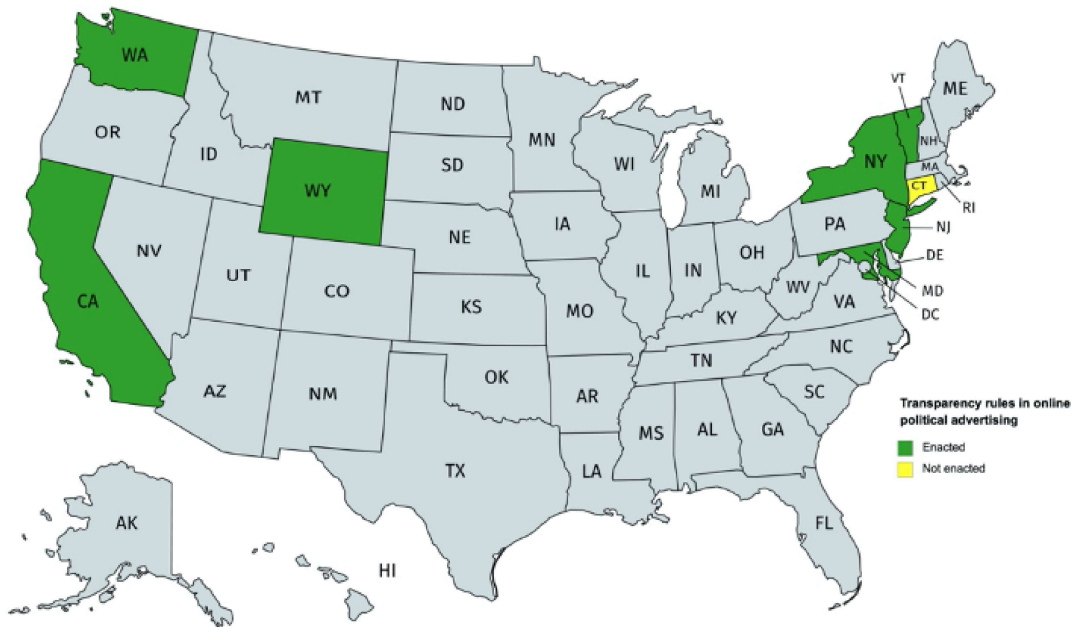 WA
MT
ND
MN
VT
ME
OR
ID
SD
WI
NH
NY
MA
WY
MI
CT
RI
IA
NE
PA
NJ
NV
OH
DE
UT
IL
IN
CO
WV
MD
CA
VA
KS
MO
DC
KY
NC
TN
OK
AZ
NM
AR
SC
MS
AL
GA
TX
LA
FL
AK
HI
Transparency rules in online
political advertising
Enacted
Not enacted